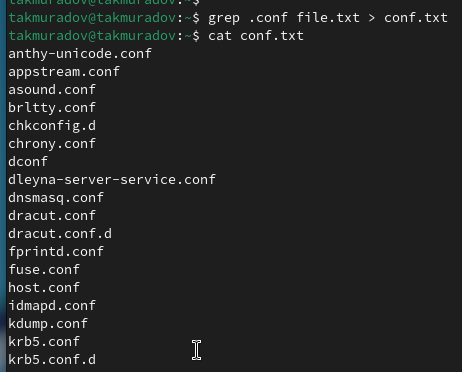 takmuradov@takmuradov:~$
takmuradov@takmuradov:~$ grep .conf file.txt > conf.txt
takmuradov@takmuradov:~$ cat conf.txt
anthy-unicode.conf
appstream.conf
asound.conf
brltty.conf
chkconfig.d
chrony.conf
dconf
dleyna-server-service.conf
dnsmasq.conf
dracut.conf
dracut.conf.d
fprintd.conf
fuse.conf
host.conf
idmapd.conf
kdump.conf
krb5.conf
krb5.conf.d